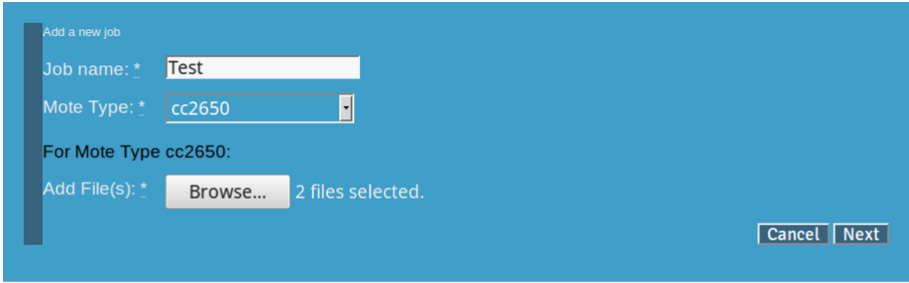 Add a new job
Job name: * Test
Mote Type: * cc2650
For Mote Type cc2650:
Add File(s): * Browse... 2 files selected.
Cancel Next